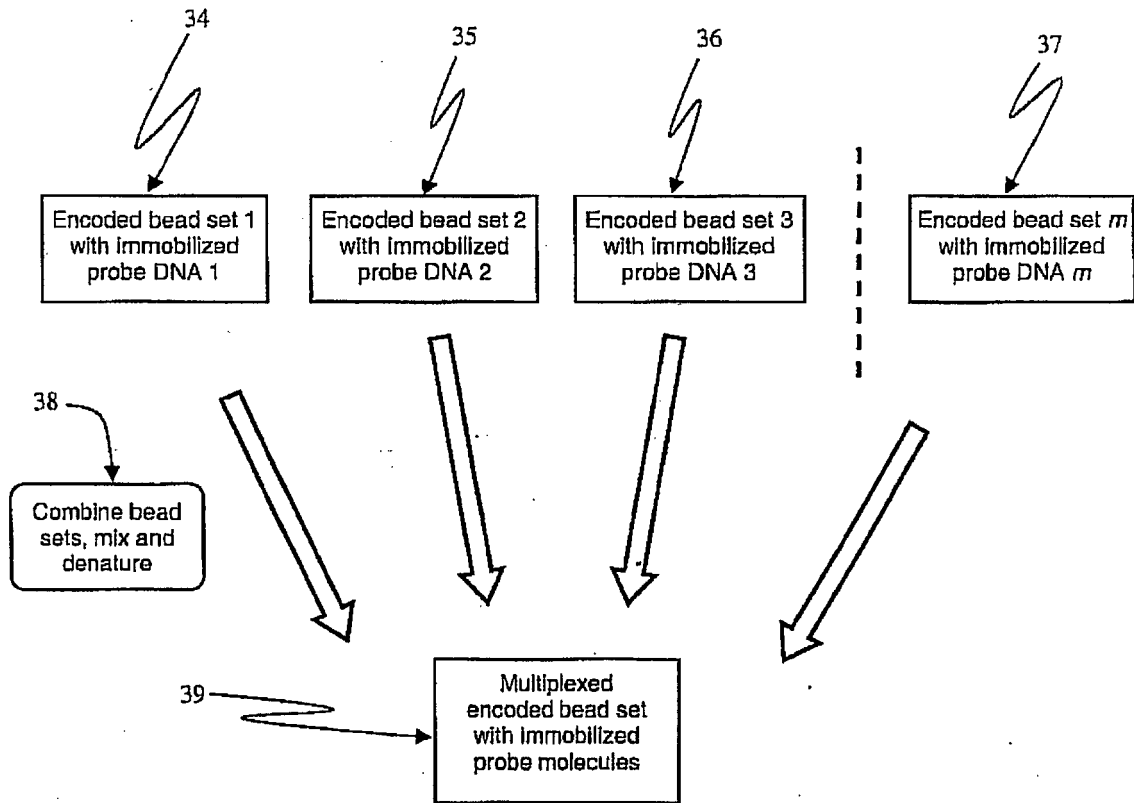 34
35
36
37
Encoded bead set 1
with immobilized
probe DNA 1
Encoded bead set 2
with immobilized
probe DNA 2
Encoded bead set 3
with immobilized
probe DNA 3
Encoded bead set m
with immobilized
probe DNA m
38
Combine bead
sets, mix and
denature
39
Multiplexed
encoded bead set
with immobilized
probe molecules